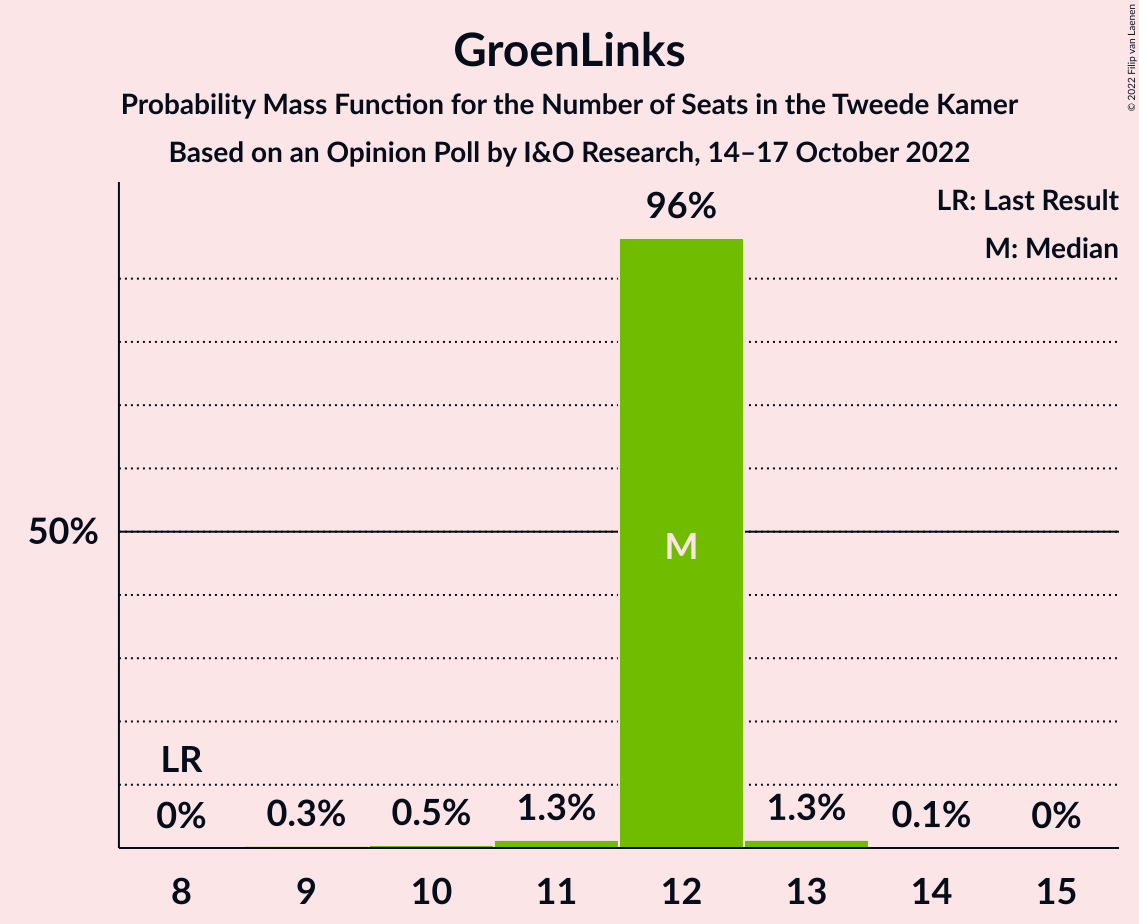 GroenLinks
Probability Mass Function for the Number of Seats in the Tweede Kamer
Based on an Opinion Poll by I&O Research, 14–17 October 2022
© 2022 Filip van Laenen
LR: Last Result
M: Median
96%
50%
M
LR
0% 0.3% 0.5% 1.3% 1.3% 0.1% 0%
8 9 10 11 12 13 14 15